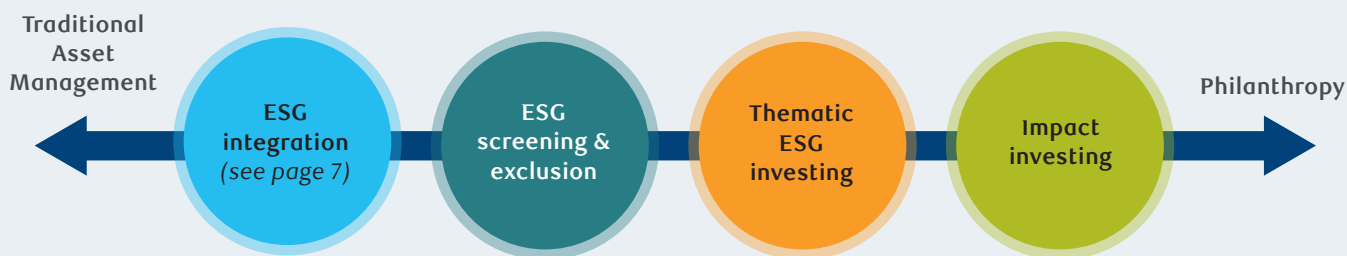 Traditional
Asset
Management
ESG
integration
(see page 7)
ESG
screening &
exclusion
Thematic
ESG
investing
Impact
investing
Philanthropy